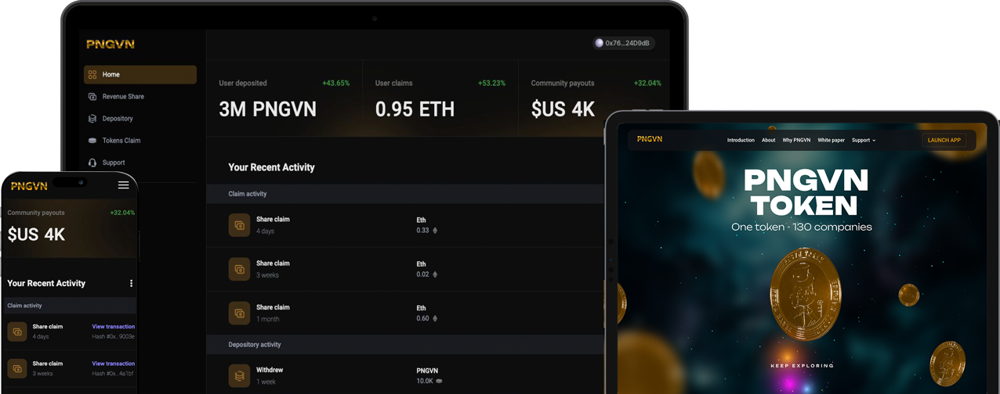 PNGVN
0x76...24D9dB
Home
Revenue Share
Depository
Tokens Claim
Support
User deposited +43.65%
3M PNGVN
User claims +53.23%
0.95 ETH
Community payouts +32.04%
$US 4K
Your Recent Activity
Claim activity
Share claim Eth
4 days 0.33
Share claim Eth
3 weeks 0.02
Share claim Eth
1 month 0.60
Depository activity
Withdrew PNGVN
1 week 10.0K
PNGVN
Community payouts +32.04%
$US 4K
Your Recent Activity
Claim activity
Share claim View transaction
4 days Hash #0x...9003e
Share claim View transaction
3 weeks Hash #0x...4a1bf
PNGVN Introduction About Why PNGVN White paper Support LAUNCH APP
PNGVN
TOKEN
One token - 130 companies
KEEP EXPLORING